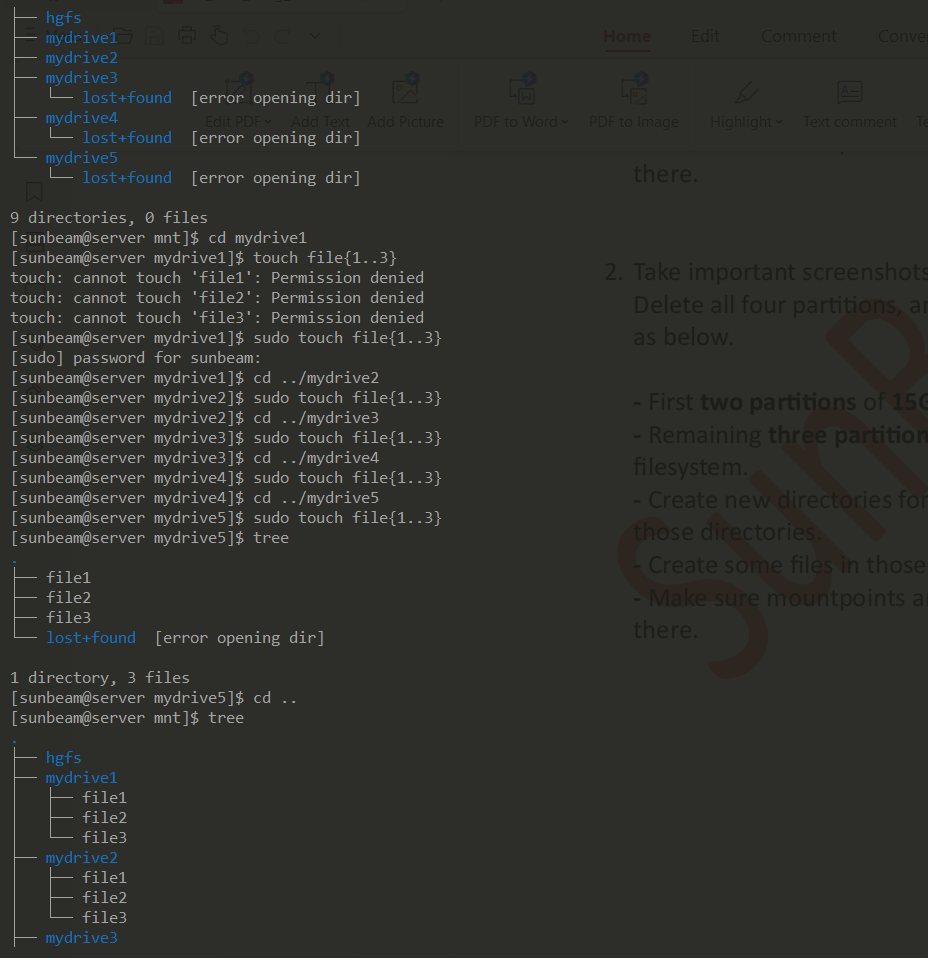 ├── hgfs
├── mydrive1
├── mydrive2
├── mydrive3
│   └── lost+found  [error opening dir]
├── mydrive4
│   └── lost+found  [error opening dir]
└── mydrive5
    └── lost+found  [error opening dir]

9 directories, 0 files
[sunbeam@server mnt]$ cd mydrive1
[sunbeam@server mydrive1]$ touch file{1..3}
touch: cannot touch 'file1': Permission denied
touch: cannot touch 'file2': Permission denied
touch: cannot touch 'file3': Permission denied
[sunbeam@server mydrive1]$ sudo touch file{1..3}
[sudo] password for sunbeam:
[sunbeam@server mydrive1]$ cd ../mydrive2
[sunbeam@server mydrive2]$ sudo touch file{1..3}
[sunbeam@server mydrive2]$ cd ../mydrive3
[sunbeam@server mydrive3]$ sudo touch file{1..3}
[sunbeam@server mydrive3]$ cd ../mydrive4
[sunbeam@server mydrive4]$ sudo touch file{1..3}
[sunbeam@server mydrive4]$ cd ../mydrive5
[sunbeam@server mydrive5]$ sudo touch file{1..3}
[sunbeam@server mydrive5]$ tree
.
├── file1
├── file2
├── file3
└── lost+found  [error opening dir]

1 directory, 3 files
[sunbeam@server mydrive5]$ cd ..
[sunbeam@server mnt]$ tree
.
├── hgfs
├── mydrive1
│   ├── file1
│   ├── file2
│   └── file3
├── mydrive2
│   ├── file1
│   ├── file2
│   └── file3
├── mydrive3
Home Edit Comment
Edit PDF Add Text Add Picture PDF to Word PDF to Image Highlight Text comment
there.
2. Take important screenshots
Delete all four partitions,
as below.
- First two partitions of
- Remaining three partition
filesystem.
- Create new directories for
those directories.
- Create some files in those
- Make sure mountpoints
there.